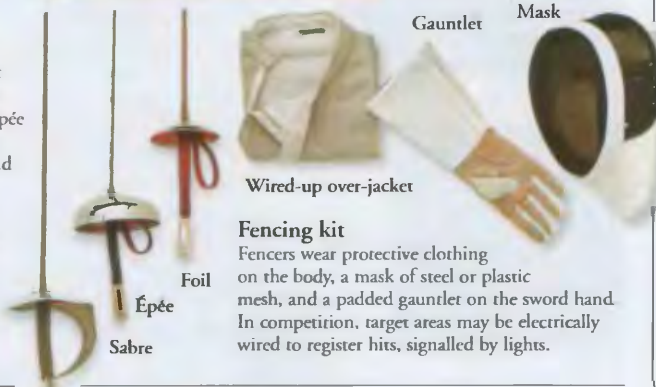 Gauntlet
Mask
pée
Wired-up over-jacket
Fencing kit
Fencers wear protective clothing
on the body, a mask of steel or plastic
mesh, and a padded gauntlet on the sword hand
In competition, target areas may be electrically
wired to register hits, signalled by lights.
Foil
Épée
Sabre